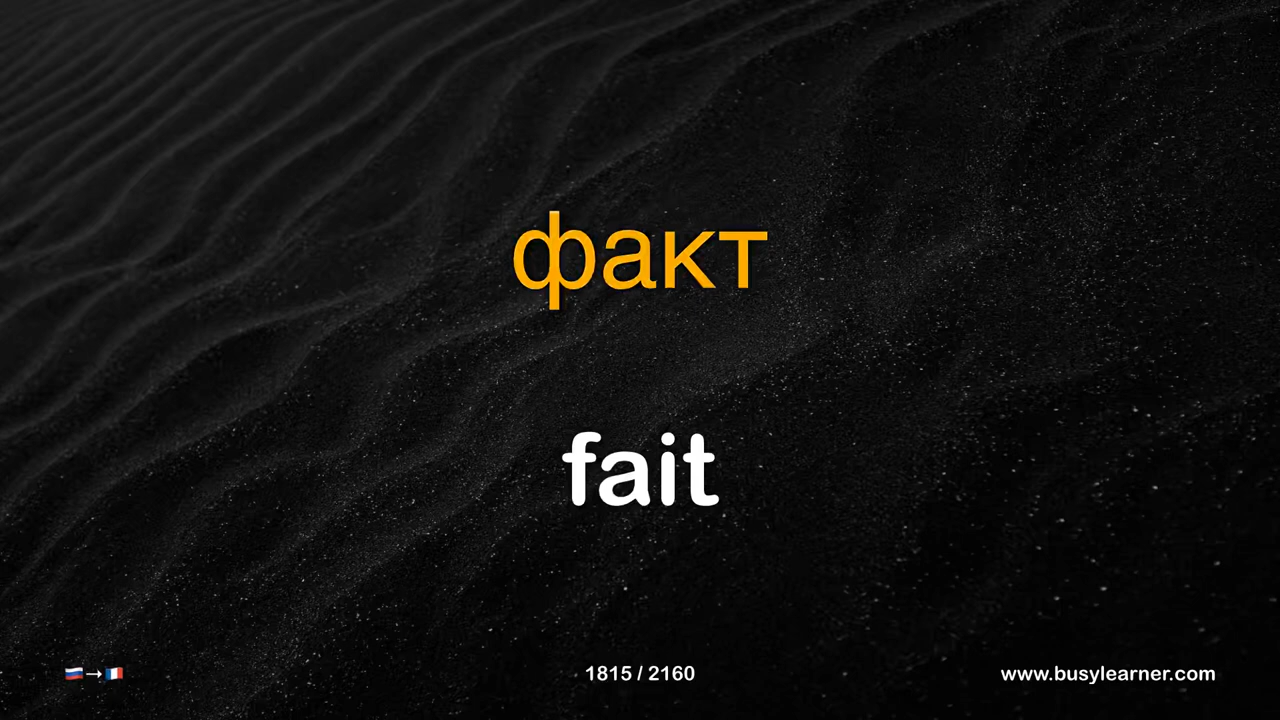 факт
fait
🇷🇺→🇫🇷
1815 / 2160
www.busylearner.com